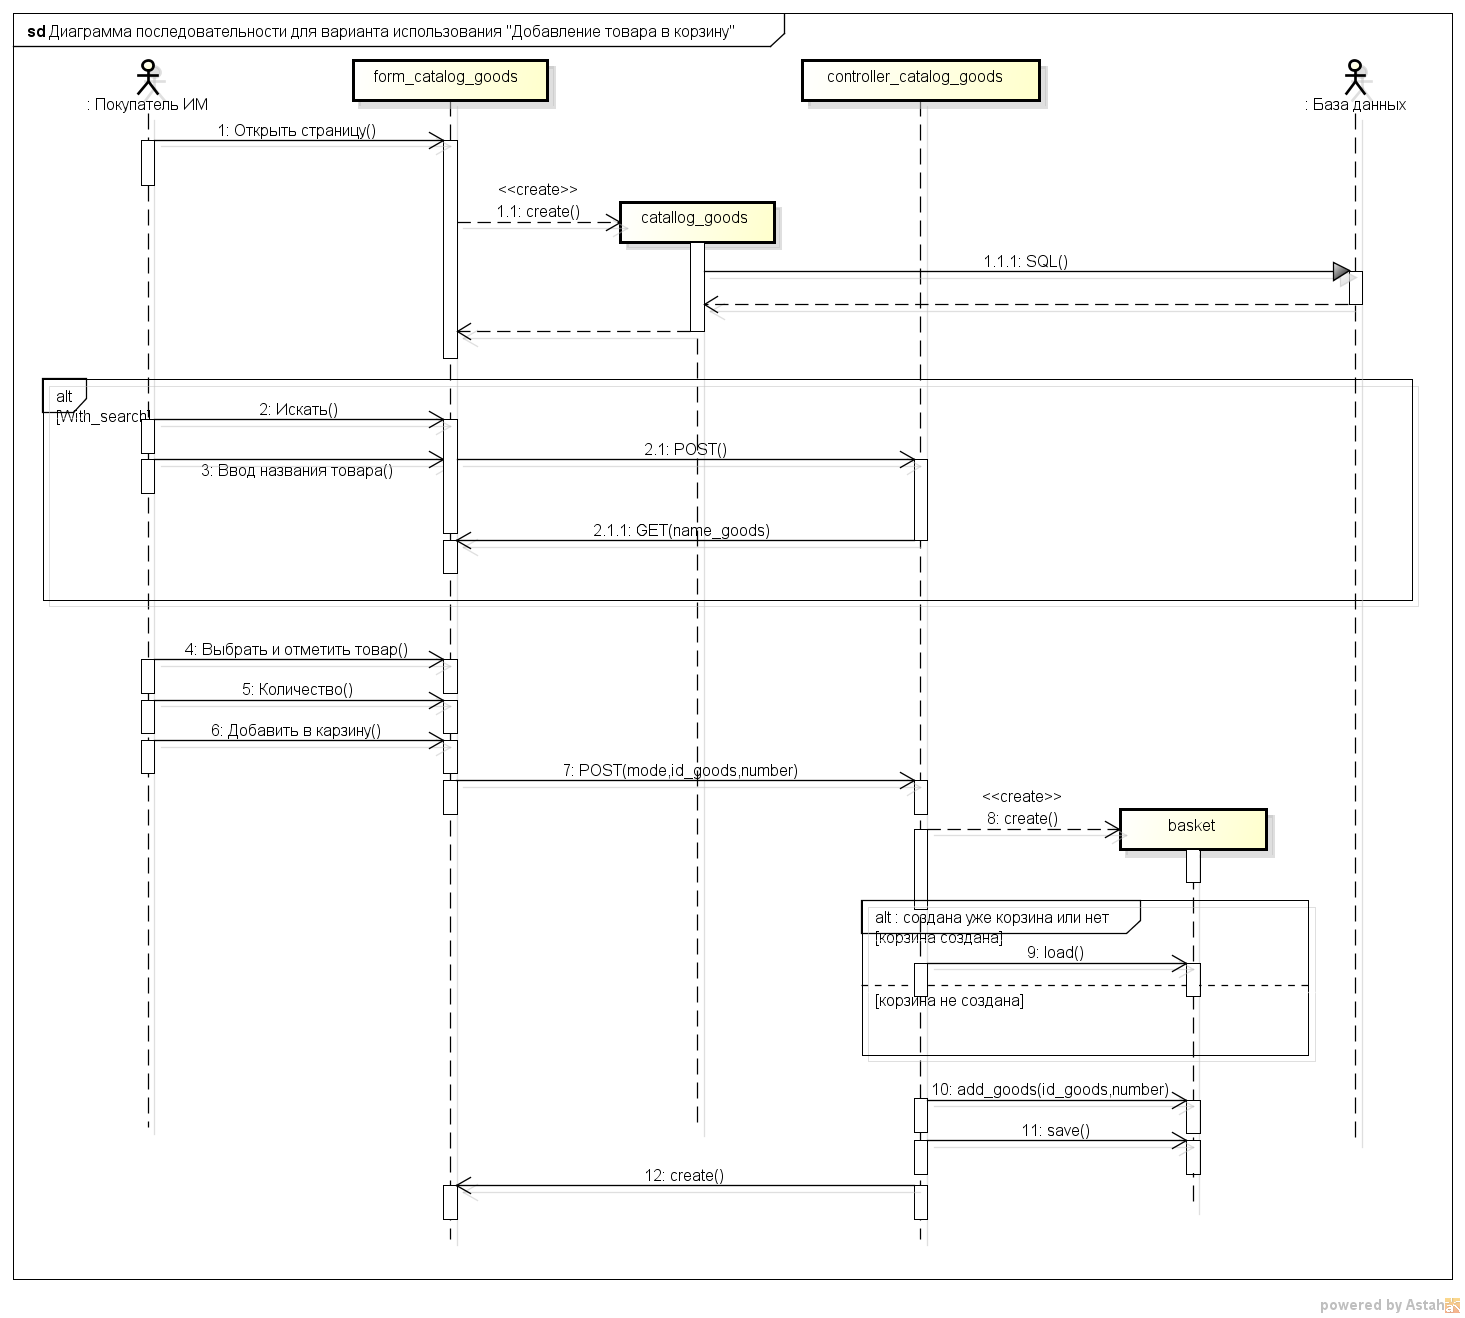 sd Диаграмма последовательности для варианта использования "Добавление товара в корзину"
form_catalog_goods
controller_catalog_goods
: Покупатель ИМ
: База данных
1: Открыть страницу()
<<create>>
1.1: create()
catallog_goods
1.1.1: SQL()
alt
[With_search]
2: Искать()
2.1: POST()
3: Ввод названия товара()
2.1.1: GET(name_goods)
4: Выбрать и отметить товар()
5: Количество()
6: Добавить в карзину()
7: POST(mode,id_goods,number)
<<create>>
8: create()
basket
alt : создана уже корзина или нет
[корзина создана]
9: load()
[корзина не создана]
10: add_goods(id_goods,number)
11: save()
12: create()
powered by Astah